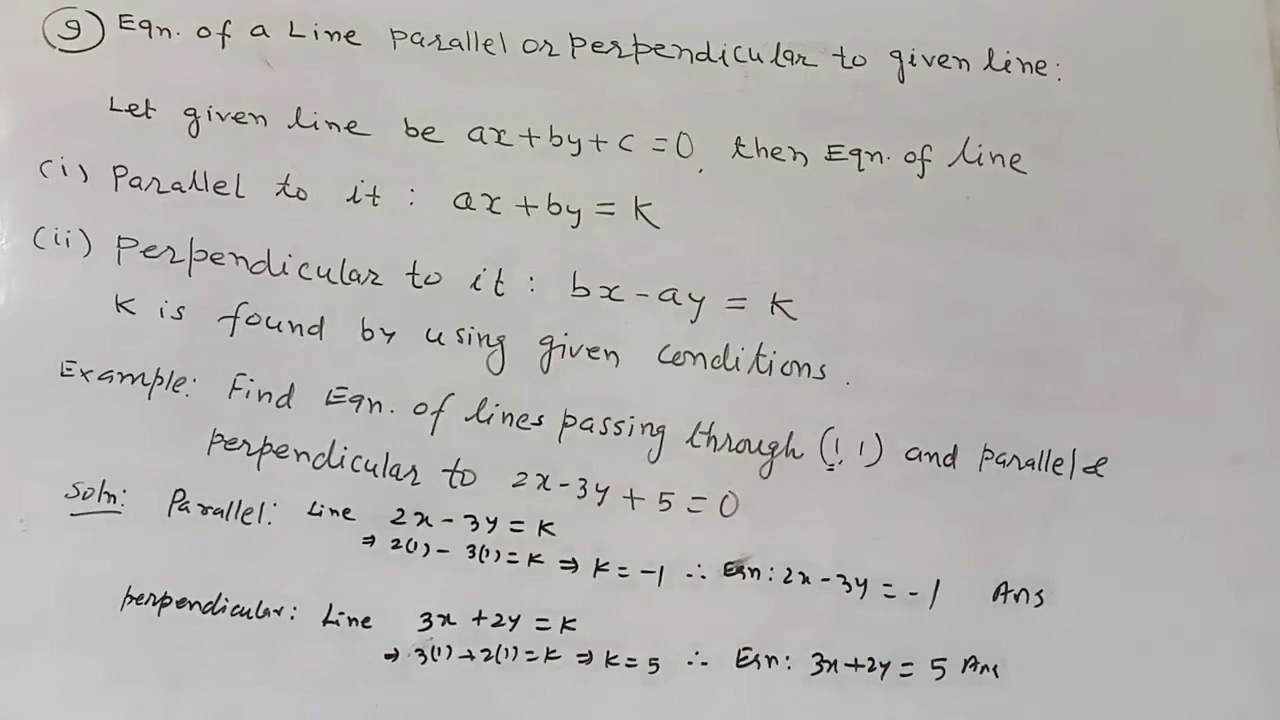 9 Eqn. of a Line parallel or perpendicular to given line:
Let given line be ax+by+c=0, then Eqn. of line
(i) Parallel to it : ax+by=K
(ii) perpendicular to it : bx-ay=K
K is found by using given conditions.
Example: Find Eqn. of lines passing through (1,1) and parallel &
perpendicular to 2x-3y+5=0
Soln: Parallel: Line 2x-3y=K
⇒ 2(1)-3(1)=K ⇒ K=-1 ∴ Eqn: 2x-3y=-1 Ans
perpendicular: Line 3x+2y=K
⇒ 3(1)+2(1)=K ⇒ K=5 ∴ Eqn: 3x+2y=5 Ans